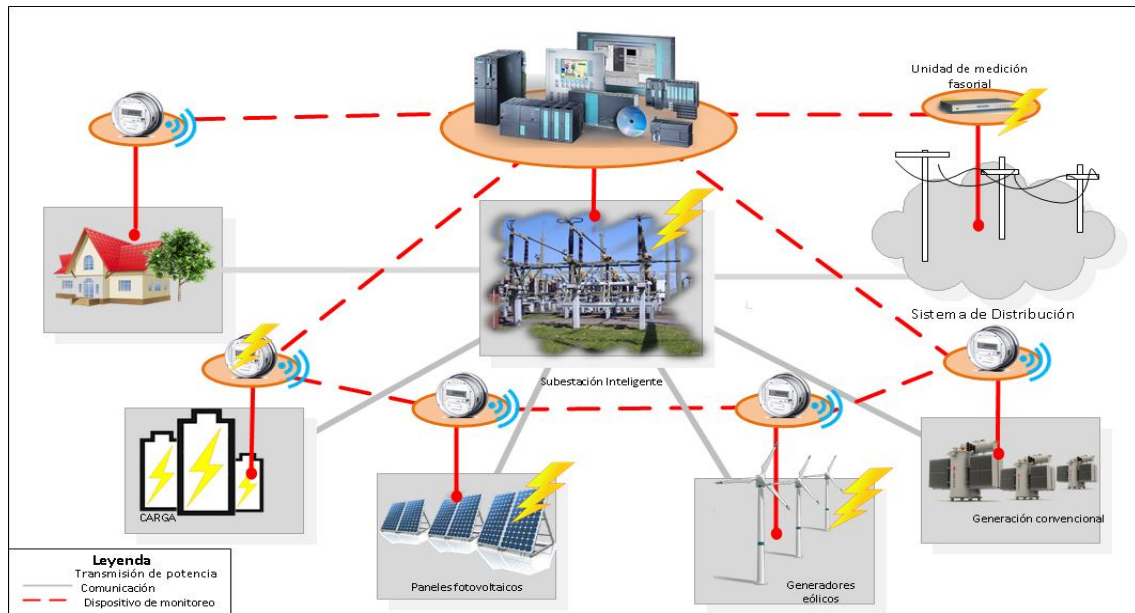 Unidad de medición
fasorial
Sistema de Distribución
Subestación Inteligente
CARGA
Paneles fotovoltaicos
Generadores
eólicos
Generación convencional
Leyenda
Transmisión de potencia
Comunicación
Dispositivo de monitoreo